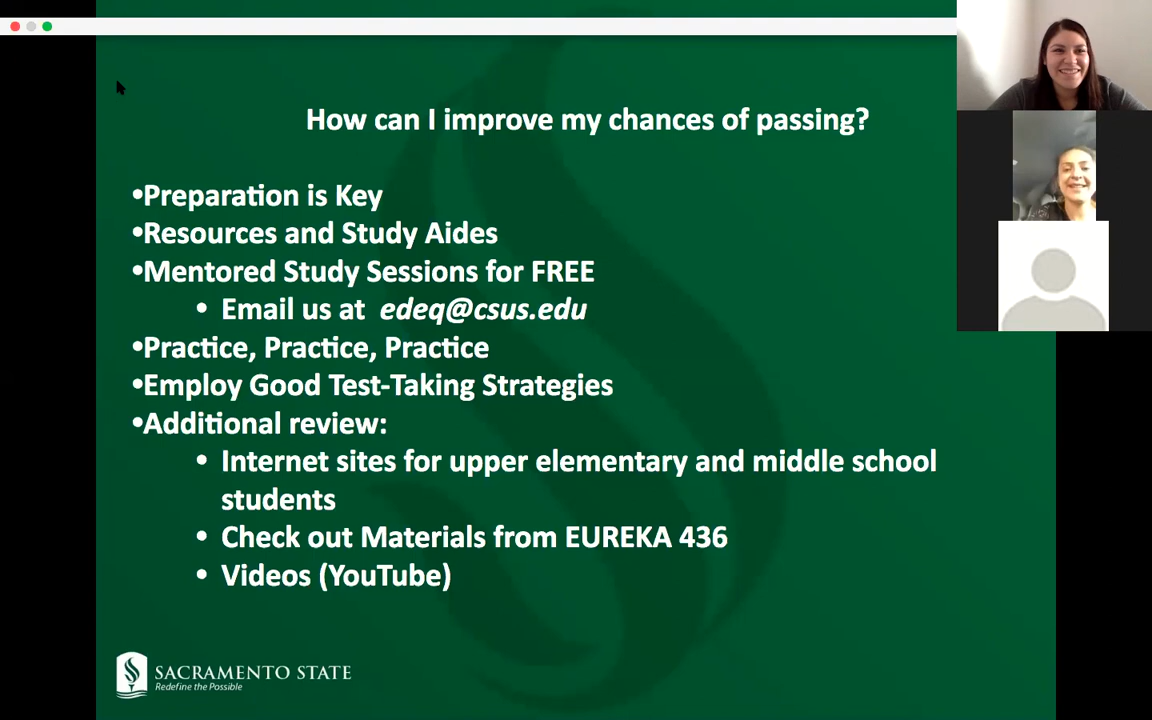 How can I improve my chances of passing?
•Preparation is Key
•Resources and Study Aides
•Mentored Study Sessions for FREE
• Email us at edeq@csus.edu
•Practice, Practice, Practice
•Employ Good Test-Taking Strategies
•Additional review:
• Internet sites for upper elementary and middle school
students
• Check out Materials from EUREKA 436
• Videos (YouTube)
SACRAMENTO STATE
Redefine the Possible